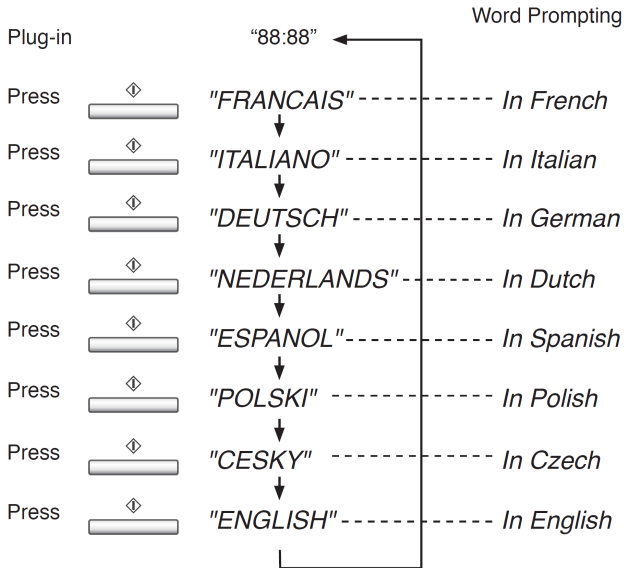 Word Prompting
Plug-in "88:88"
Press "FRANCAIS" In French
Press "ITALIANO" In Italian
Press "DEUTSCH" In German
Press "NEDERLANDS" In Dutch
Press "ESPANOL" In Spanish
Press "POLSKI" In Polish
Press "CESKY" In Czech
Press "ENGLISH" In English